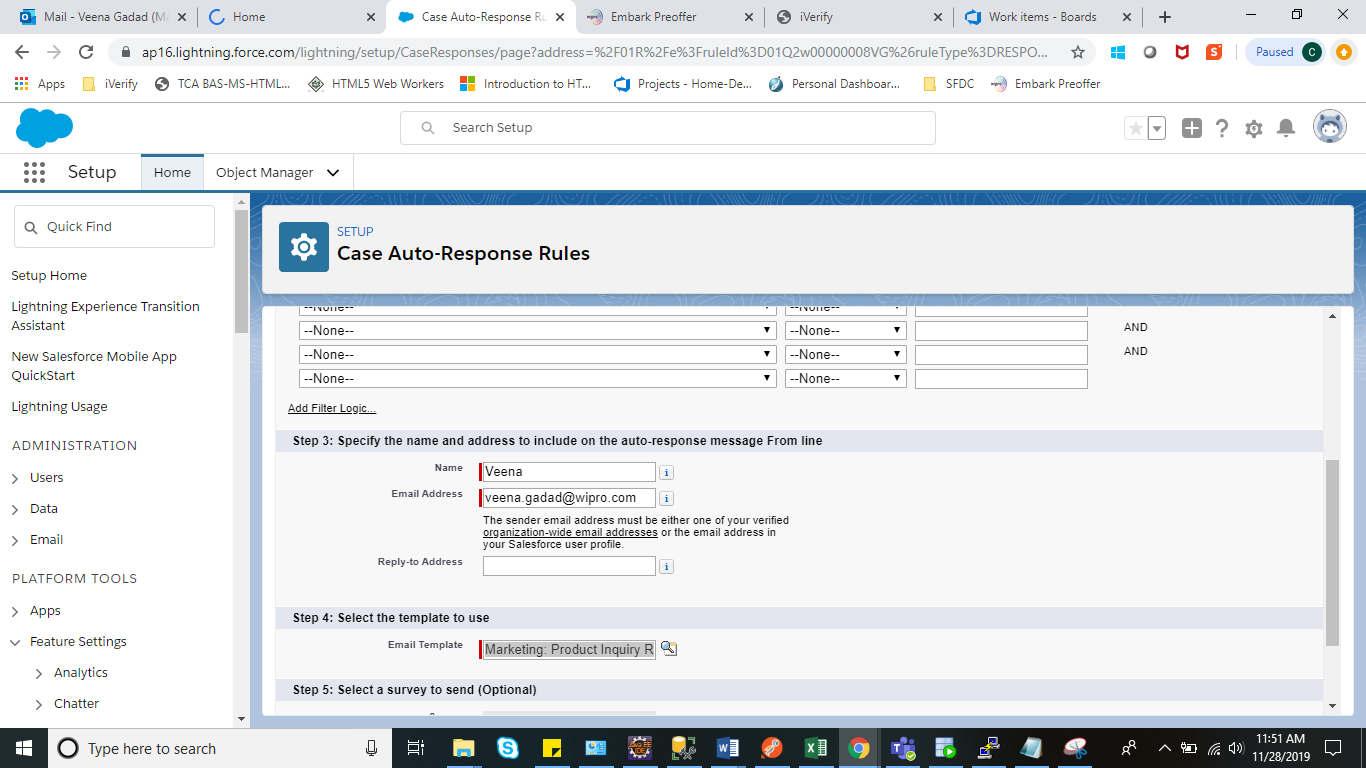 Mail - Veena Gadad (M
Home
Case Auto-Response Ru
Embark Preoffer
iVerify
Work items - Boards
ap16.lightning.force.com/lightning/setup/CaseResponses/page?address=%2F01R%2Fe%3FruleId%3D01Q2w00000008VG%26ruleType%3DRESPO...
Paused
C
Apps
iVerify
TCA BAS-MS-HTML...
HTML5 Web Workers
Introduction to HT...
Projects - Home-De...
Personal Dashboar...
SFDC
Embark Preoffer
Search Setup
Setup
Home
Object Manager
Quick Find
Setup Home
Lightning Experience Transition
Assistant
New Salesforce Mobile App
QuickStart
Lightning Usage
ADMINISTRATION
Users
Data
Email
PLATFORM TOOLS
Apps
Feature Settings
Analytics
Chatter
SETUP
Case Auto-Response Rules
--None-- --None--
--None-- --None-- AND
--None-- --None-- AND
--None-- --None--
Add Filter Logic...
Step 3: Specify the name and address to include on the auto-response message From line
Name Veena
Email Address veena.gadad@wipro.com
The sender email address must be either one of your verified
organization-wide email addresses or the email address in
your Salesforce user profile.
Reply-to Address
Step 4: Select the template to use
Email Template Marketing: Product Inquiry R
Step 5: Select a survey to send (Optional)
Type here to search
11:51 AM
11/28/2019